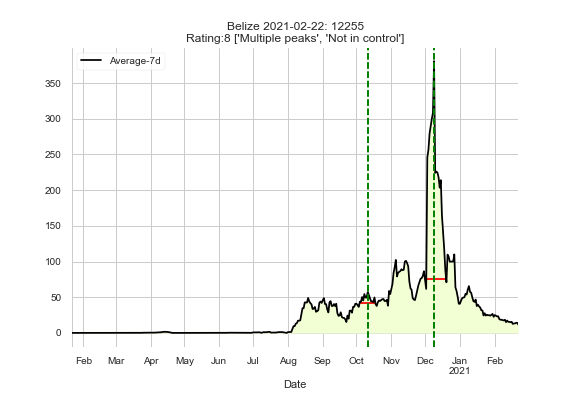 Belize 2021-02-22: 12255
Rating:8 ['Multiple peaks', 'Not in control']
Average-7d
350
300
250
200
150
100
50
0
Feb Mar Apr May Jun Jul Aug Sep Oct Nov Dec Jan Feb
2021
Date